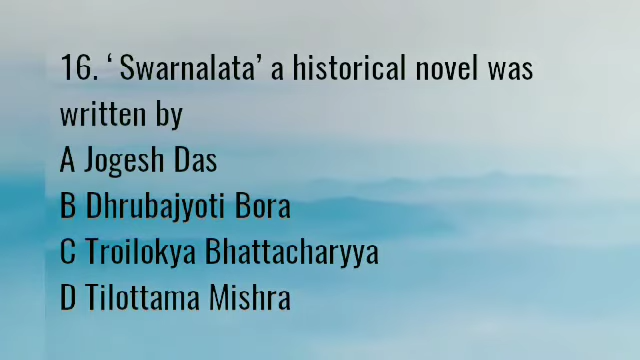 16. ‘ Swarnalata’ a historical novel was
written by
A Jogesh Das
B Dhrubajyoti Bora
C Troilokya Bhattacharyya
D Tilottama Mishra